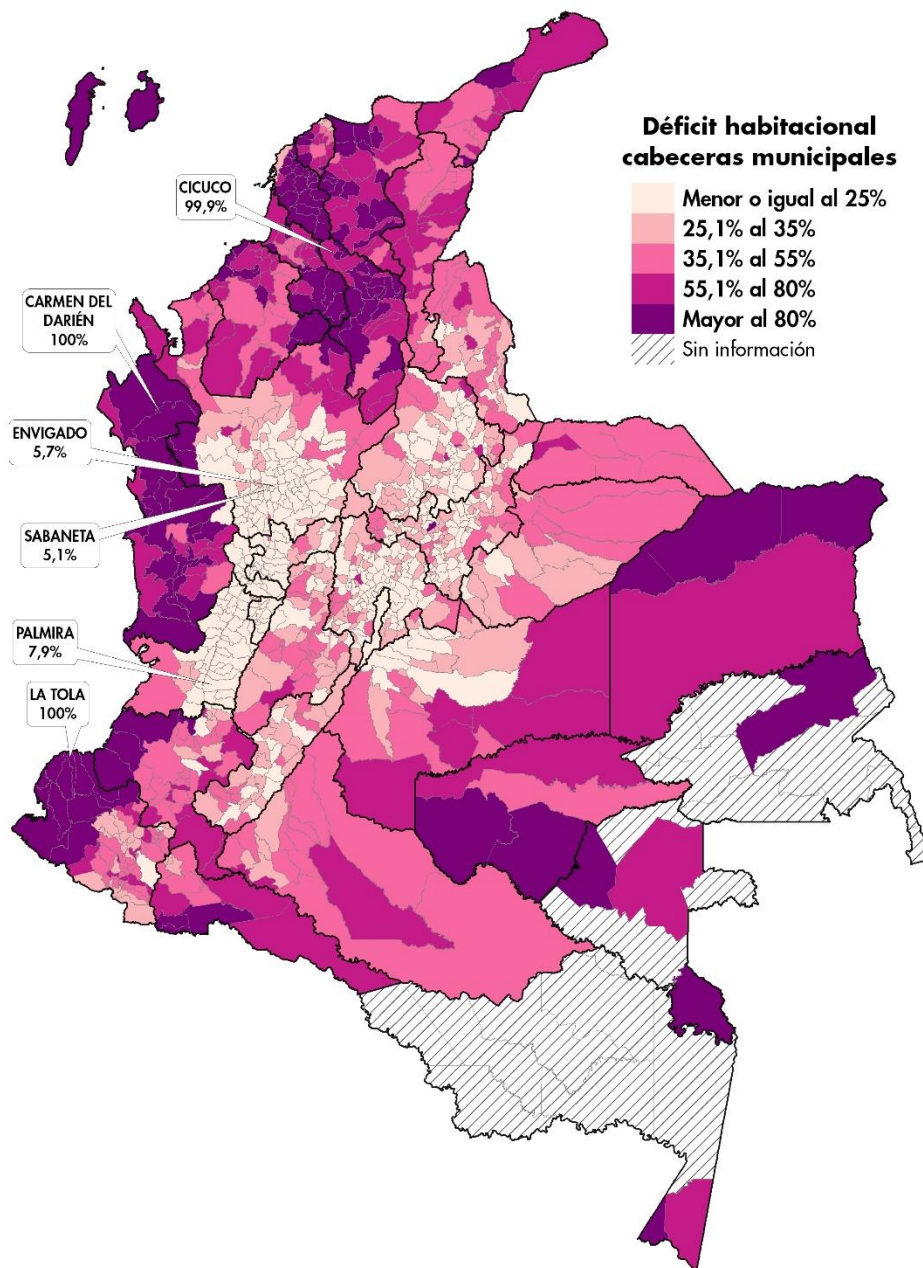 Déficit habitacional
cabeceras municipales
Menor o igual al 25%
25,1% al 35%
35,1% al 55%
55,1% al 80%
Mayor al 80%
Sin información
CICUCO
99,9%
CARMEN DEL
DARIÉN
100%
ENVIGADO
5,7%
SABANETA
5,1%
PALMIRA
7,9%
LA TOLA
100%